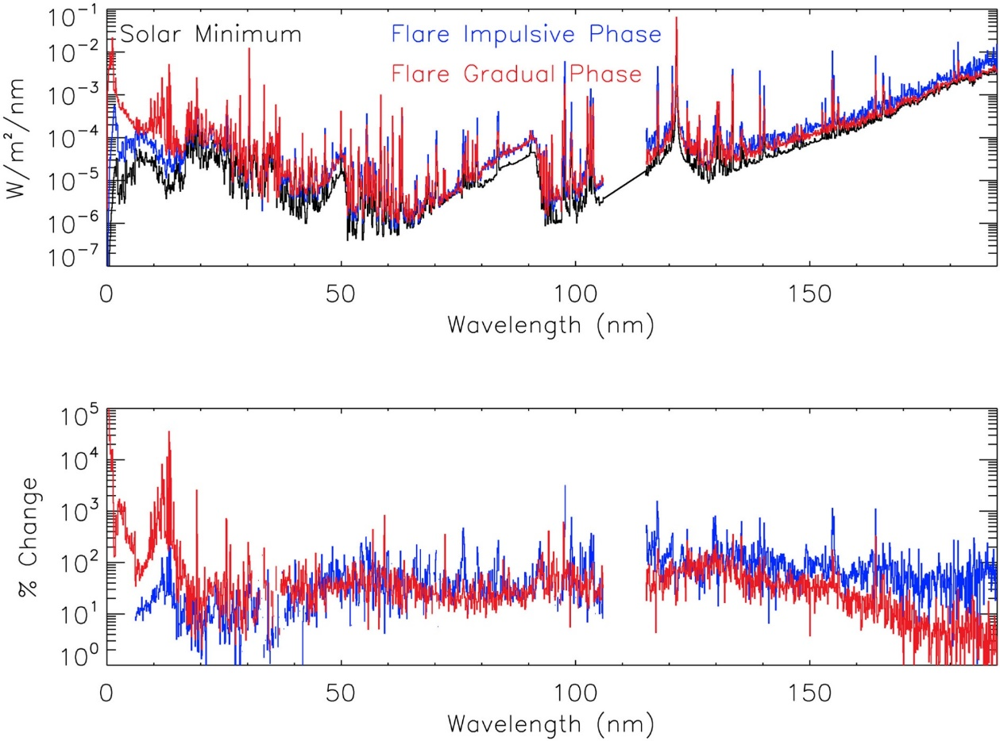 Solar Minimum
Flare Impulsive Phase
Flare Gradual Phase
W/m²/nm
10⁻¹
10⁻²
10⁻³
10⁻⁴
10⁻⁵
10⁻⁶
10⁻⁷
0 50 100 150
Wavelength (nm)
% Change
10⁵
10⁴
10³
10²
10¹
10⁰
0 50 100 150
Wavelength (nm)